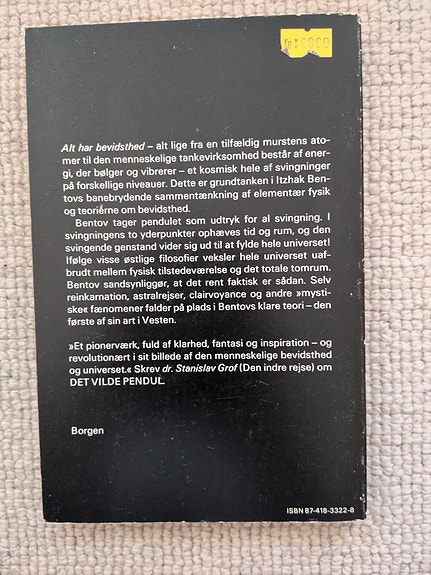 Alt har bevidsthed – alt lige fra en tilfældig murstens ato-
mer til den menneskelige tankevirksomhed består af ener-
gi, der bølger og vibrerer – et kosmisk hele af svingninger
på forskellige niveauer. Dette er grundtanken i Itzhak Ben-
tovs banebrydende sammentænkning af elementær fysik
og teorierne om bevidsthed.
Bentov tager pendulet som udtryk for al svingning. I
svingningens to yderpunkter ophæves tid og rum, og den
svingende genstand vider sig ud til at fylde hele universet!
Ifølge visse østlige filosofier veksler hele universet uaf-
brudt mellem fysisk tilstedeværelse og det totale tomrum.
Bentov sandsynliggør, at det rent faktisk er sådan. Selv
reinkarnation, astralrejser, clairvoyance og andre »mysti-
ske« fænomener falder på plads i Bentovs klare teori – den
første af sin art i Vesten.
»Et pionerværk, fuld af klarhed, fantasi og inspiration – og
revolutionært i sit billede af den menneskelige bevidsthed
og universet.« Skrev dr. Stanislav Grof (Den indre rejse) om
DET VILDE PENDUL.
Borgen
ISBN 87-418-3322-8